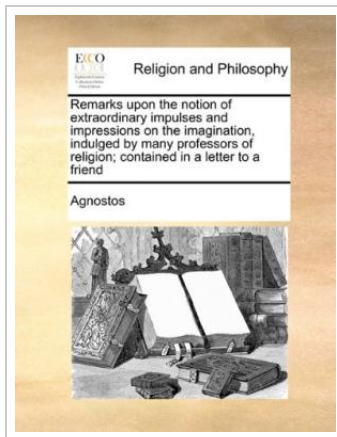 ECCO
Religion and Philosophy
Remarks upon the notion of
extraordinary impulses and
impressions on the imagination,
indulged by many professors of
religion; contained in a letter to a
friend
Agnostos